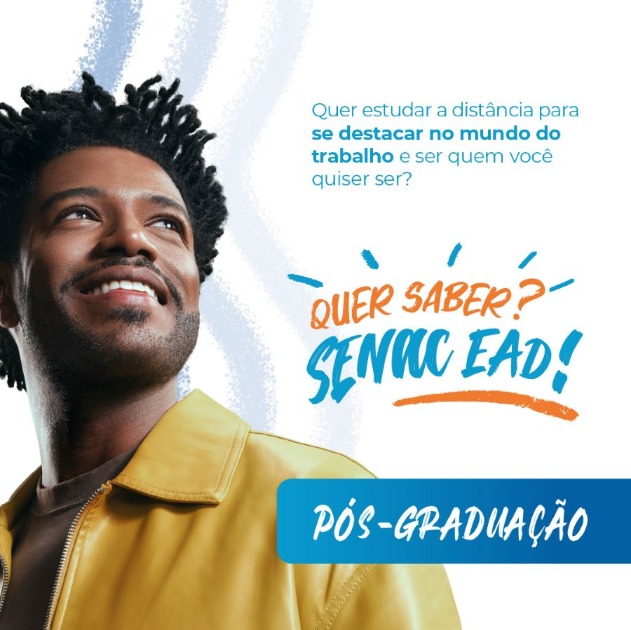 Quer estudar a distância para
se destacar no mundo do
trabalho e ser quem você
quiser ser?
QUER SABER?
SENAC EAD!
PÓS-GRADUAÇÃO